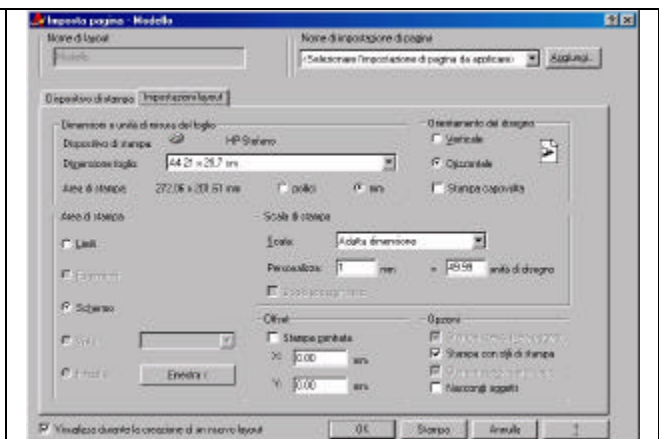 Imposta pagina - Modello
Nome di layout
Modello
Nome di impostazione di pagina
<Selezionare l'impostazione di pagina da applicare>
Aggiungi...
Dispositivo di stampa
Impostazioni layout
Dimensioni e unità di misura del foglio
Dispositivo di stampa:
HP Stefano
Dimensione foglio:
A4 21 x 29,7 cm
Area di stampa:
272.06 x 201.61 mm
pollici
mm
Orientamento del disegno
Verticale
Orizzontale
Stampa capovolta
Area di stampa
Limiti
Estensioni
Schermo
Vista
Finestra
Finestra <
Scala di stampa
Scala:
Adatta dimensione
Personalizza:
1
mm
=
49.98
unità di disegno
Offset
Stampa centrata
X:
0.00
mm
Y:
0.00
mm
Opzioni
Stampa con stili di stampa
Nascondi oggetti
Visualizza durante la creazione di un nuovo layout
OK
Stampa
Annulla
?